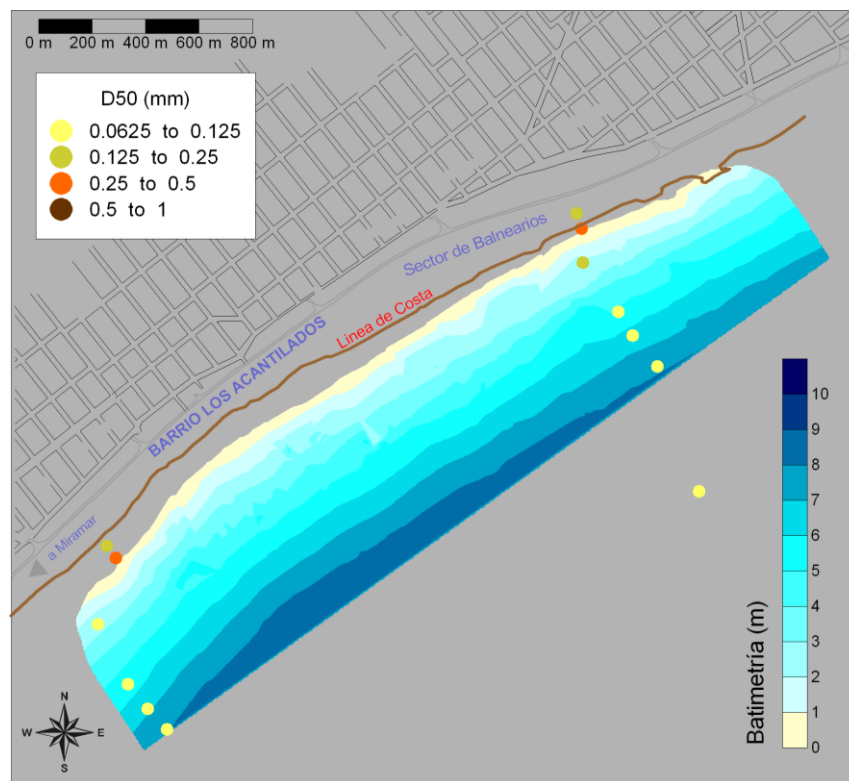 0 m 200 m 400 m 600 m 800 m
D50 (mm)
0.0625 to 0.125
0.125 to 0.25
0.25 to 0.5
0.5 to 1
Sector de Balnearios
Linea de Costa
BARRIO LOS ACANTILADOS
a Miramar
N
W E
S
Batimetría (m)
10
9
8
7
6
5
4
3
2
1
0